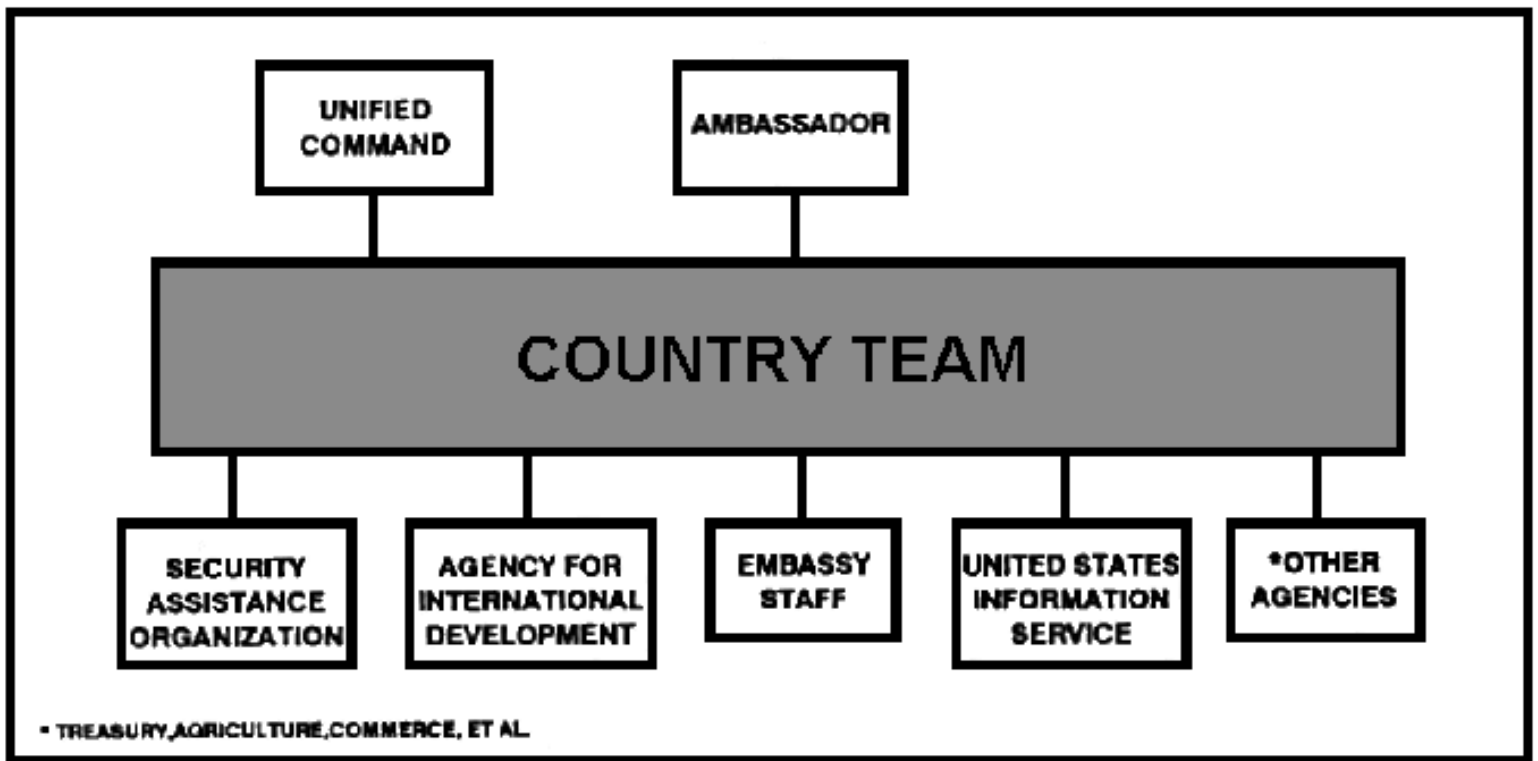 UNIFIED
COMMAND
AMBASSADOR
COUNTRY TEAM
SECURITY
ASSISTANCE
ORGANIZATION
AGENCY FOR
INTERNATIONAL
DEVELOPMENT
EMBASSY
STAFF
UNITED STATES
INFORMATION
SERVICE
*OTHER
AGENCIES
* TREASURY,AGRICULTURE,COMMERCE, ET AL.